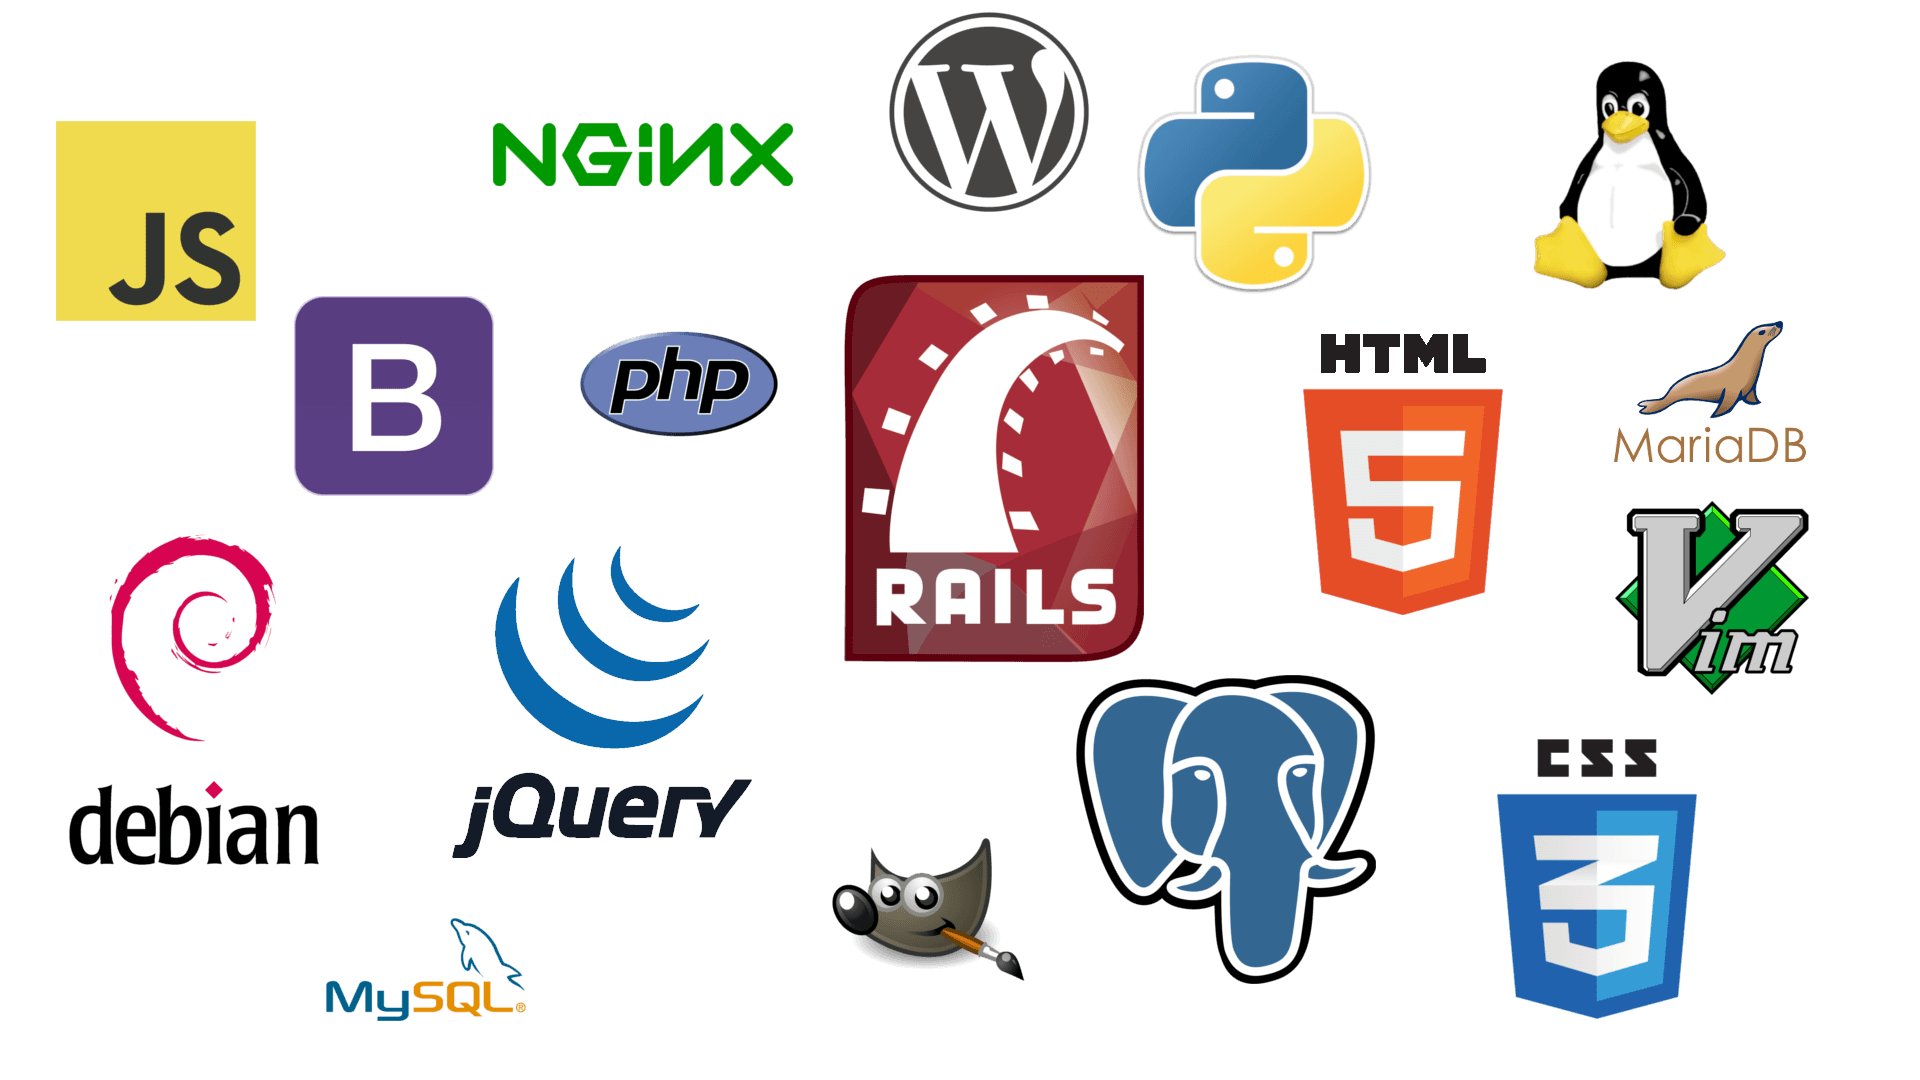 W
NGINX
JS
B
php
RAILS
HTML
5
MariaDB
Vim
debian
jQuery
CSS
3
MySQL®